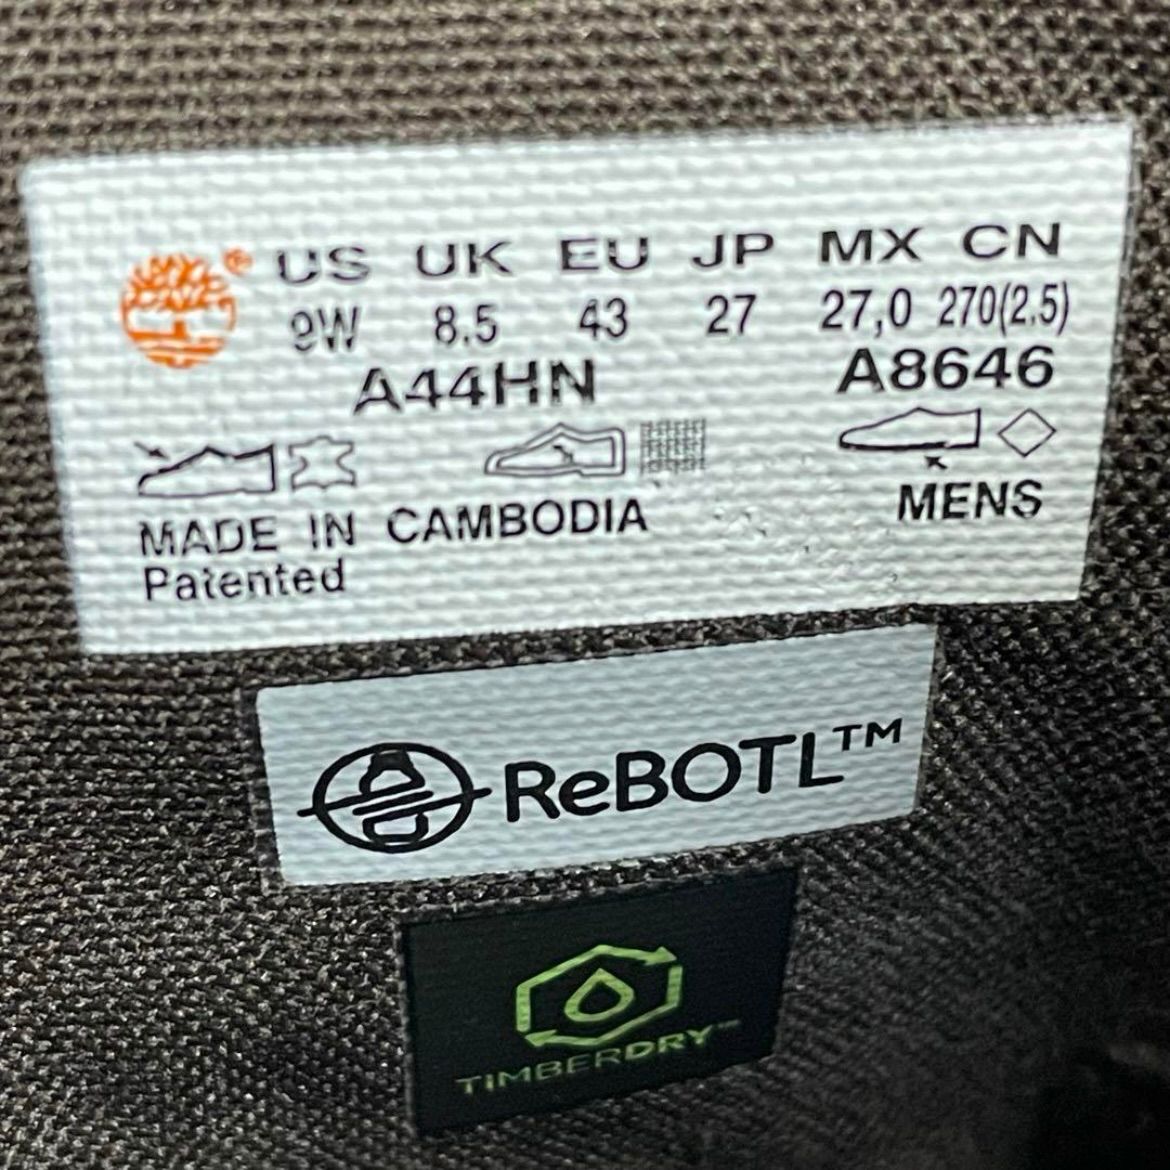 ® US UK EU JP MX CN
9W 8.5 43 27 27,0 270(2.5)
A44HN A8646
MADE IN CAMBODIA MENS
Patented
ReBOTL™
TIMBERDRY™